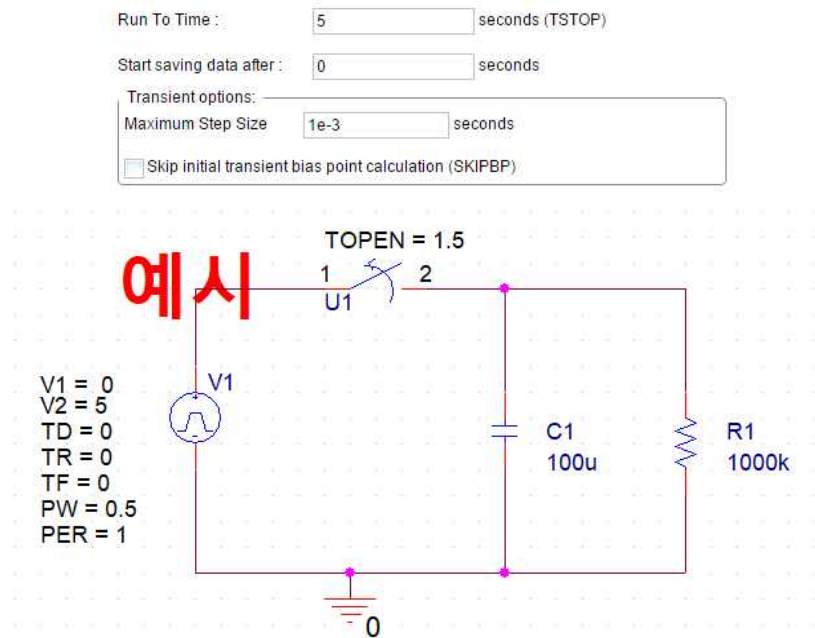 Run To Time : 5 seconds (TSTOP)
Start saving data after : 0 seconds
Transient options:
Maximum Step Size 1e-3 seconds
Skip initial transient bias point calculation (SKIPBP)
예시
TOPEN = 1.5
1 2
U1
V1 = 0
V2 = 5
TD = 0
TR = 0
TF = 0
PW = 0.5
PER = 1
V1
C1
100u
R1
1000k
0